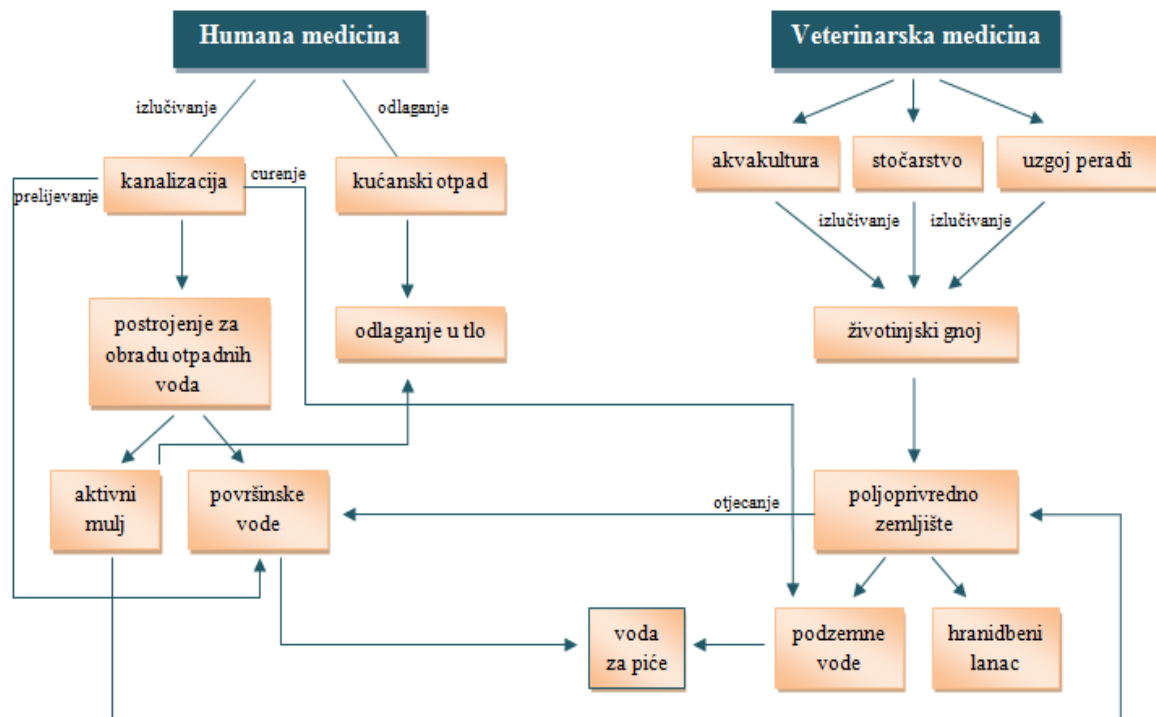 Humana medicina
Veterinarska medicina
izlučivanje
odlaganje
akvakultura
stočarstvo
uzgoj peradi
kanalizacija
curenje
kućanski otpad
prelijevanje
izlučivanje
izlučivanje
postrojenje za
obradu otpadnih
voda
odlaganje u tlo
životinjski gnoj
aktivni
mulj
površinske
vode
otjecanje
poljoprivredno
zemljište
voda
za piće
podzemne
vode
hranidbeni
lanac